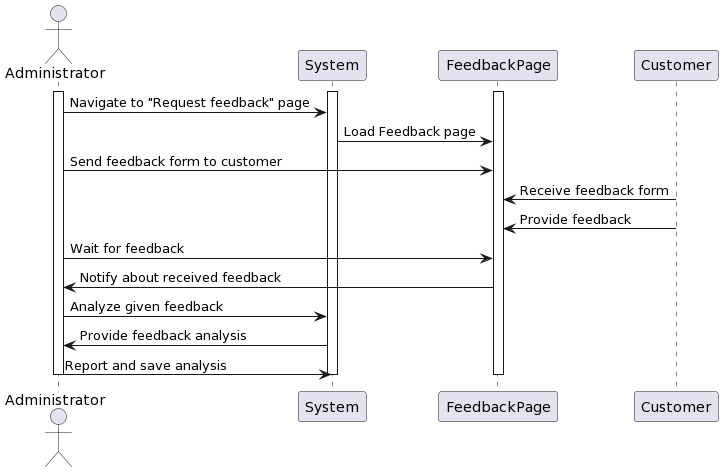 Administrator
System
FeedbackPage
Customer
Navigate to "Request feedback" page
Load Feedback page
Send feedback form to customer
Receive feedback form
Provide feedback
Wait for feedback
Notify about received feedback
Analyze given feedback
Provide feedback analysis
Report and save analysis
Administrator
System
FeedbackPage
Customer